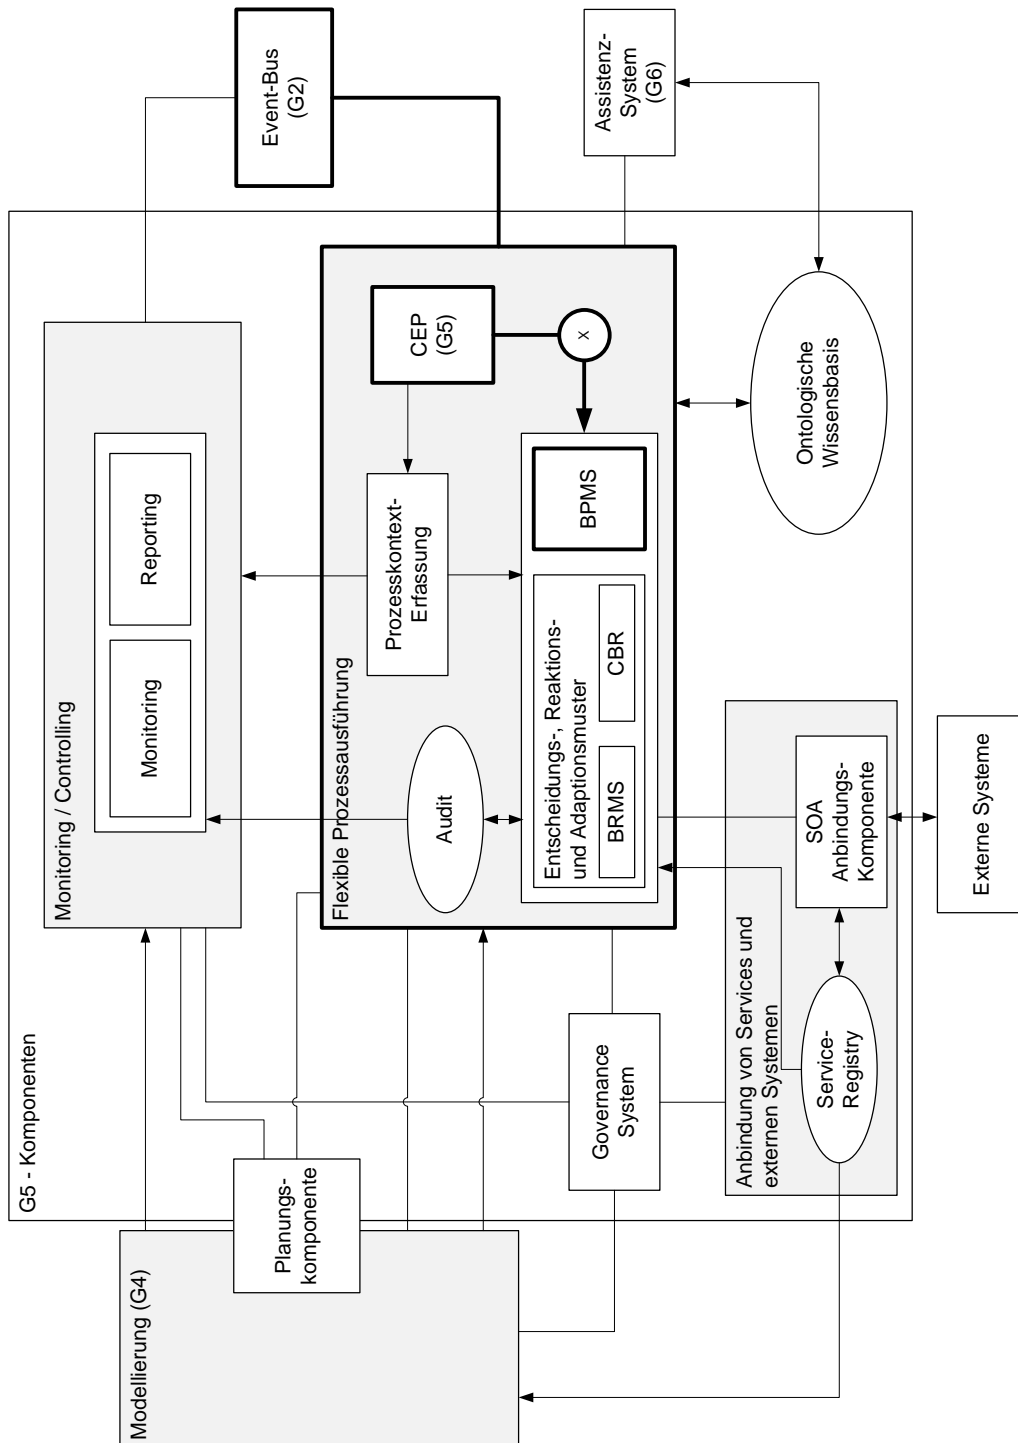 Modellierung (G4)
Planungs-
komponente
G5 - Komponenten
Monitoring / Controlling
Monitoring
Reporting
Event-Bus
(G2)
Flexible Prozessausführung
Audit
Prozesskontext-
Erfassung
CEP
(G5)
x
Entscheidungs-, Reaktions-
und Adaptionsmuster
BRMS
CBR
BPMS
Assistenz-
System
(G6)
Governance
System
Anbindung von Services und
externen Systemen
Service-
Registry
SOA
Anbindungs-
Komponente
Ontologische
Wissensbasis
Externe Systeme